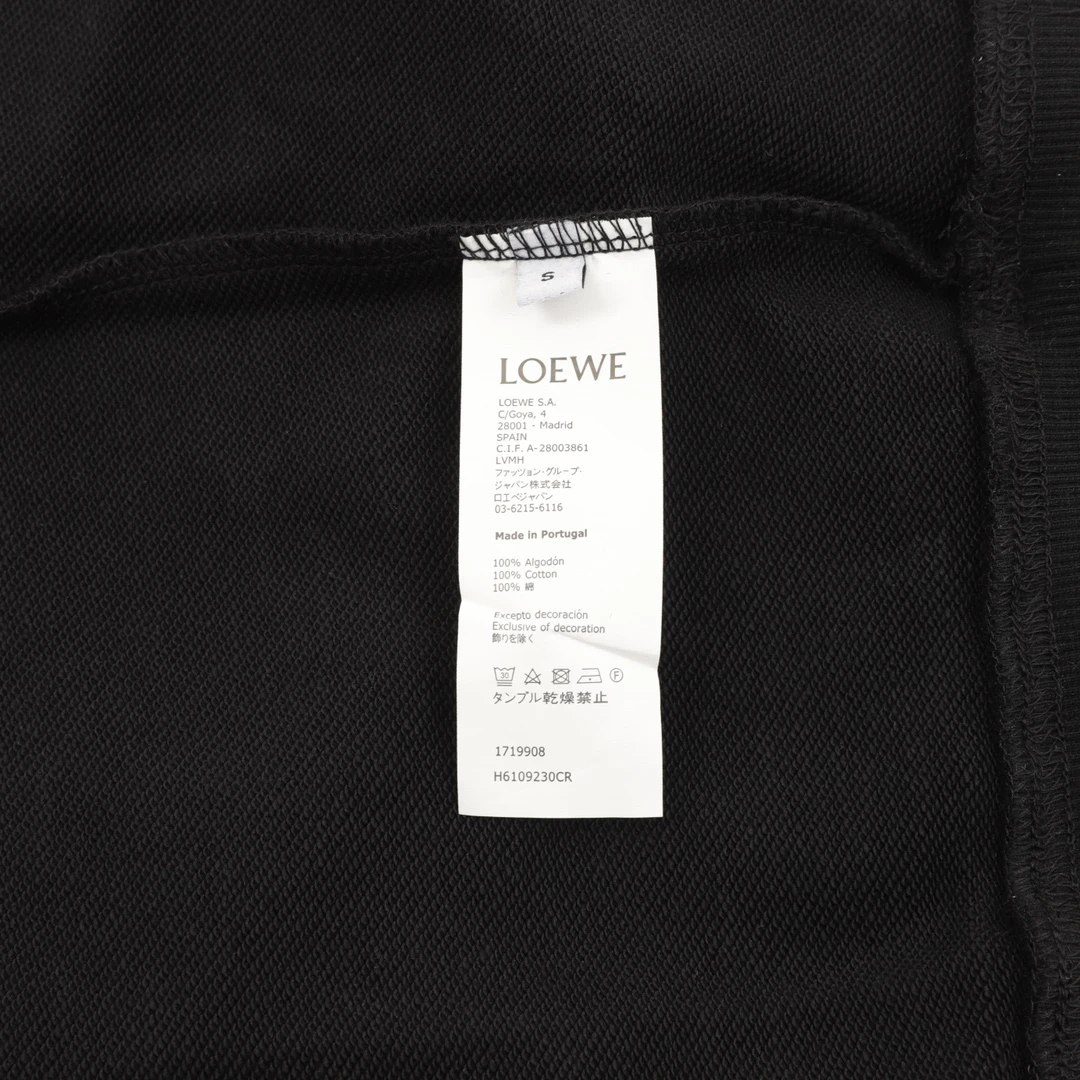 S
LOEWE
LOEWE S.A.
C/Goya, 4
28001 - Madrid
SPAIN
C.I.F. A-28003861
LVMH
ファッツョン・グループ・
ジャパン株式会社
ロエベジャパン
03-6215-6116
Made in Portugal
100% Algodón
100% Cotton
100% 綿
Excepto decoración
Exclusive of decoration
飾りを除く
30
F
タンブル乾燥禁止
1719908
H6109230CR